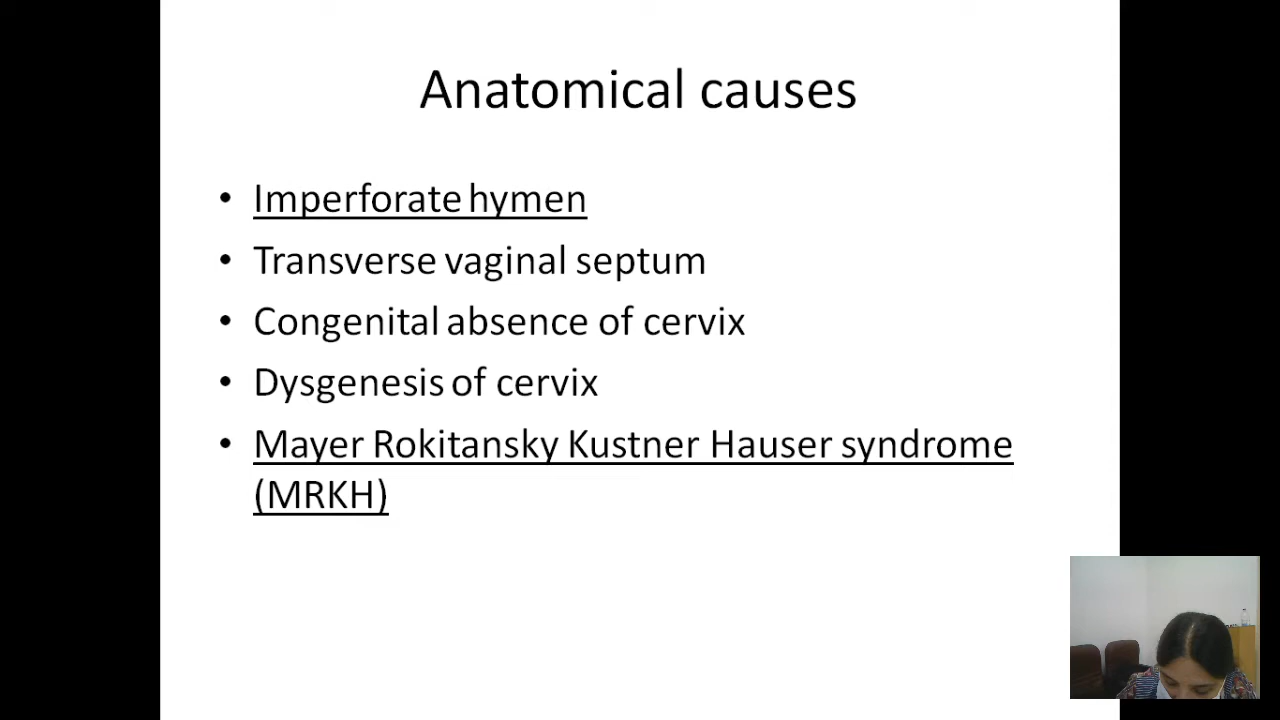 Anatomical causes
• Imperforate hymen
• Transverse vaginal septum
• Congenital absence of cervix
• Dysgenesis of cervix
• Mayer Rokitansky Kustner Hauser syndrome
(MRKH)